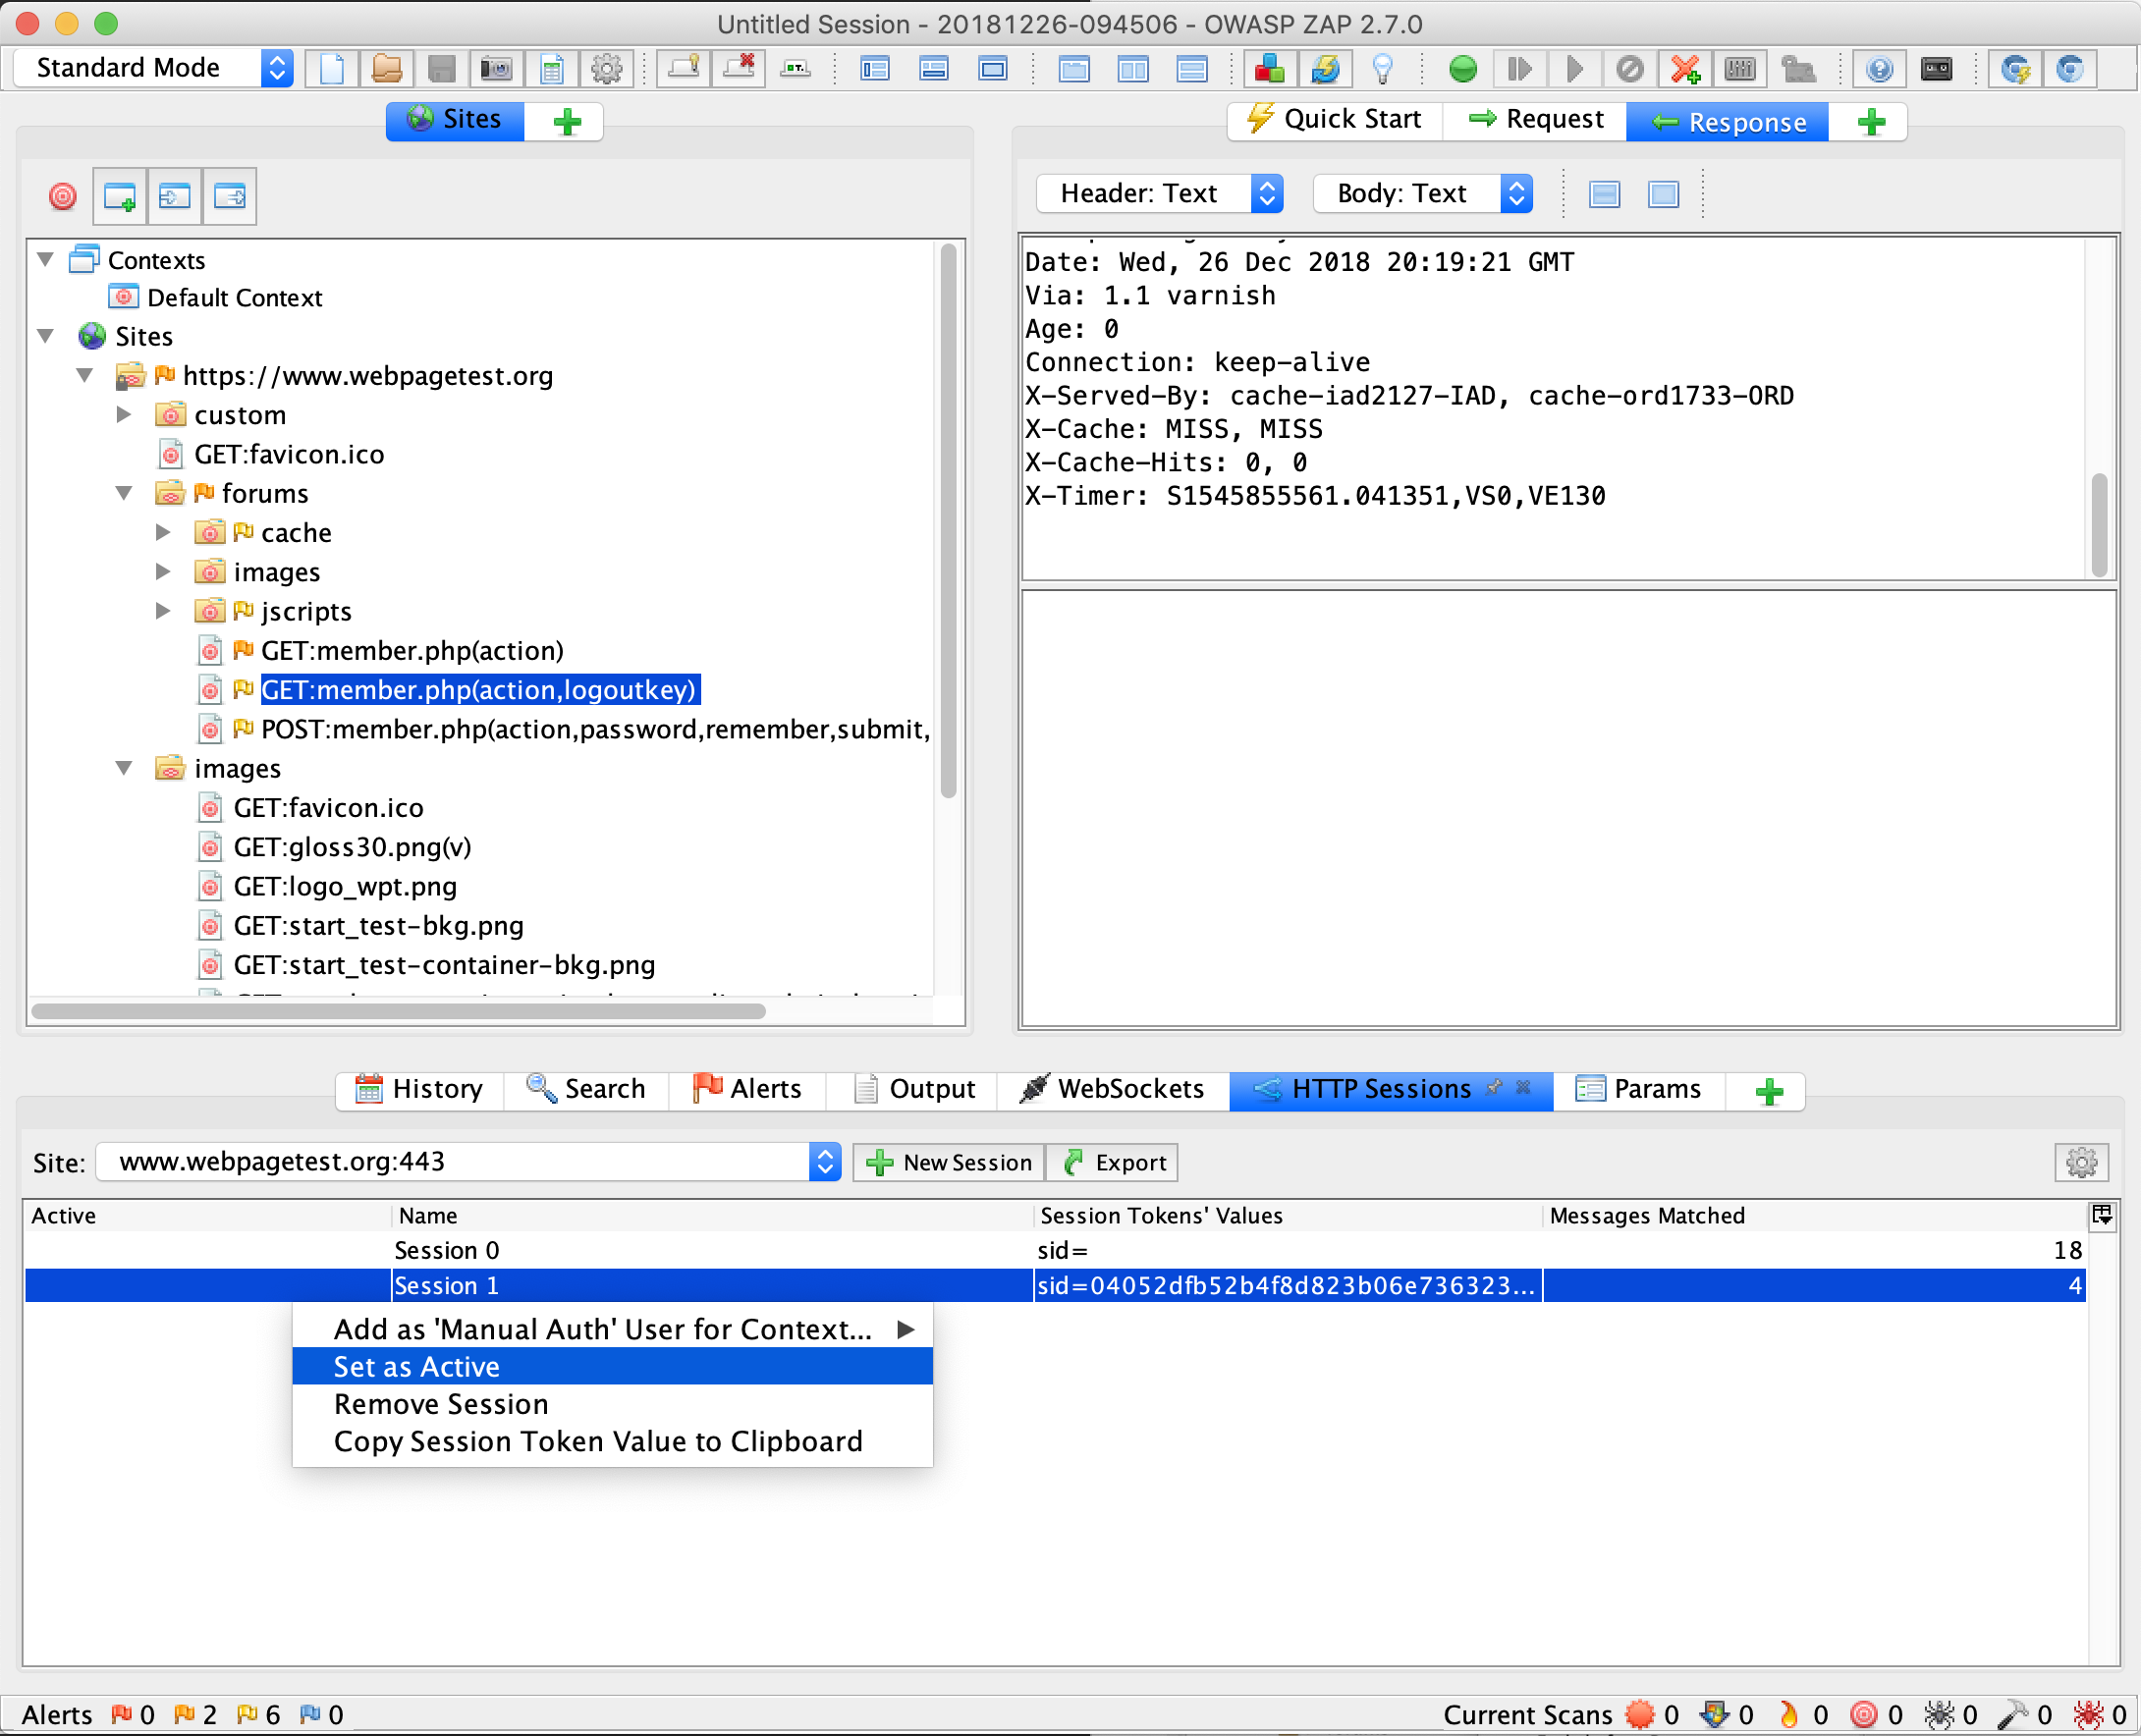 Untitled Session - 20181226-094506 - OWASP ZAP 2.7.0
Standard Mode
Sites
Quick Start
Request
Response
Header: Text
Body: Text
Contexts
Default Context
Sites
https://www.webpagetest.org
custom
GET:favicon.ico
forums
cache
images
jscripts
GET:member.php(action)
GET:member.php(action,logoutkey)
POST:member.php(action,password,remember,submit,
images
GET:favicon.ico
GET:gloss30.png(v)
GET:logo_wpt.png
GET:start_test-bkg.png
GET:start_test-container-bkg.png
Date: Wed, 26 Dec 2018 20:19:21 GMT
Via: 1.1 varnish
Age: 0
Connection: keep-alive
X-Served-By: cache-iad2127-IAD, cache-ord1733-ORD
X-Cache: MISS, MISS
X-Cache-Hits: 0, 0
X-Timer: S1545855561.041351,VS0,VE130
History
Search
Alerts
Output
WebSockets
HTTP Sessions
Params
Site: www.webpagetest.org:443
New Session
Export
Active Name Session Tokens' Values Messages Matched
Session 0 sid= 18
Session 1 sid=04052dfb52b4f8d823b06e736323... 4
Add as 'Manual Auth' User for Context...
Set as Active
Remove Session
Copy Session Token Value to Clipboard
Alerts 0 2 6 0
Current Scans 0 0 0 0 0 0 0